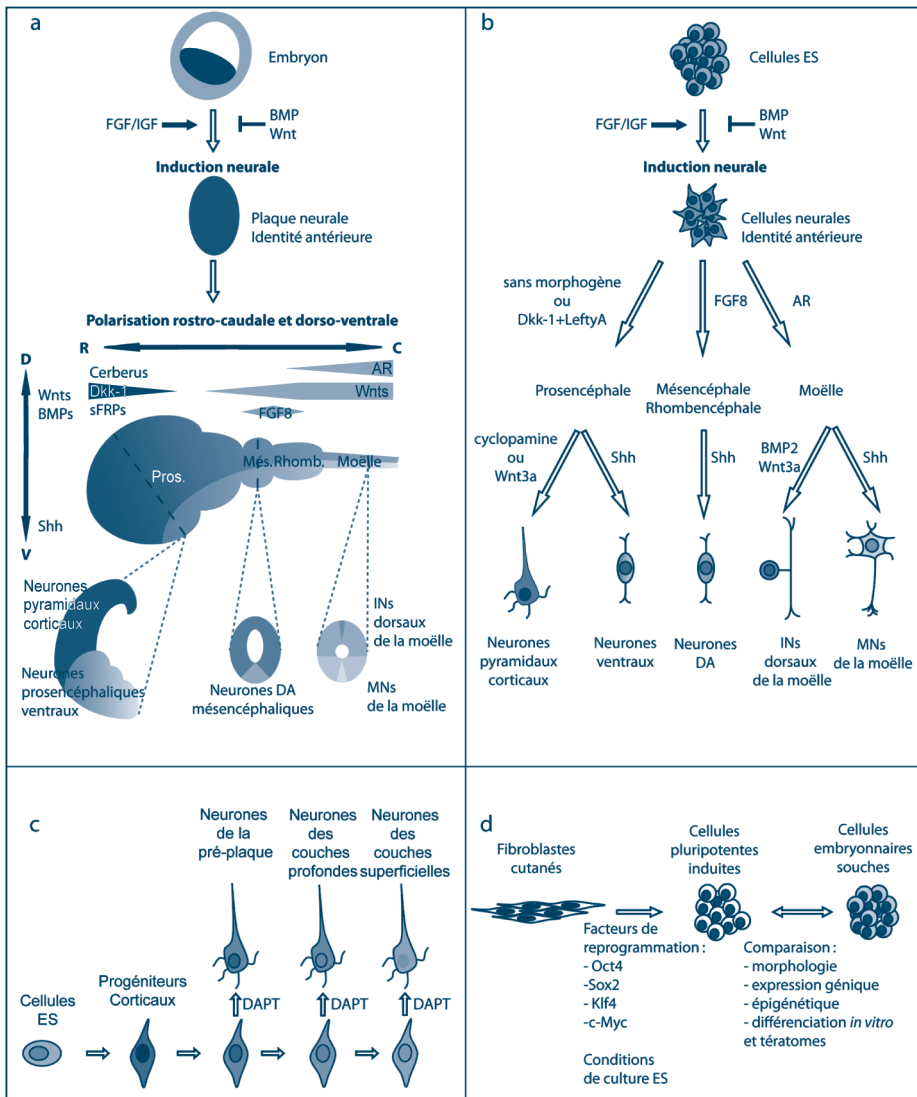 a
Embryon
FGF/IGF
BMP
Wnt
Induction neurale
Plaque neurale
Identité antérieure
Polarisation rostro-caudale et dorso-ventrale
R
C
D
Wnts
BMPs
Shh
V
Cerberus
Dkk-1
sFRPs
AR
Wnts
FGF8
Pros.
Més.
Rhomb.
Moëlle
Neurones
pyramidaux
corticaux
Neurones
prosencéphaliques
ventraux
Neurones DA
mésencéphaliques
INs
dorsaux
de la moëlle
MNs
de la moëlle
b
Cellules ES
FGF/IGF
BMP
Wnt
Induction neurale
Cellules neurales
Identité antérieure
sans morphogène
ou
Dkk-1+LeftyA
FGF8
AR
Prosencéphale
Mésencéphale
Rhombencéphale
Moëlle
cyclopamine
ou
Wnt3a
Shh
Shh
BMP2
Wnt3a
Shh
Neurones
pyramidaux
corticaux
Neurones
ventraux
Neurones
DA
INs
dorsaux
de la moëlle
MNs
de la moëlle
c
Cellules
ES
Progéniteurs
Corticaux
Neurones
de la
pré-plaque
Neurones
des
couches
profondes
Neurones
des
couches
superficielles
DAPT
DAPT
DAPT
d
Fibroblastes
cutanés
Cellules
pluripotentes
induites
Cellules
embryonnaires
souches
Facteurs de
reprogrammation :
- Oct4
-Sox2
- Klf4
-c-Myc
Conditions
de culture ES
Comparaison :
- morphologie
- expression génique
- épigénétique
- différenciation in vitro
et tératomes